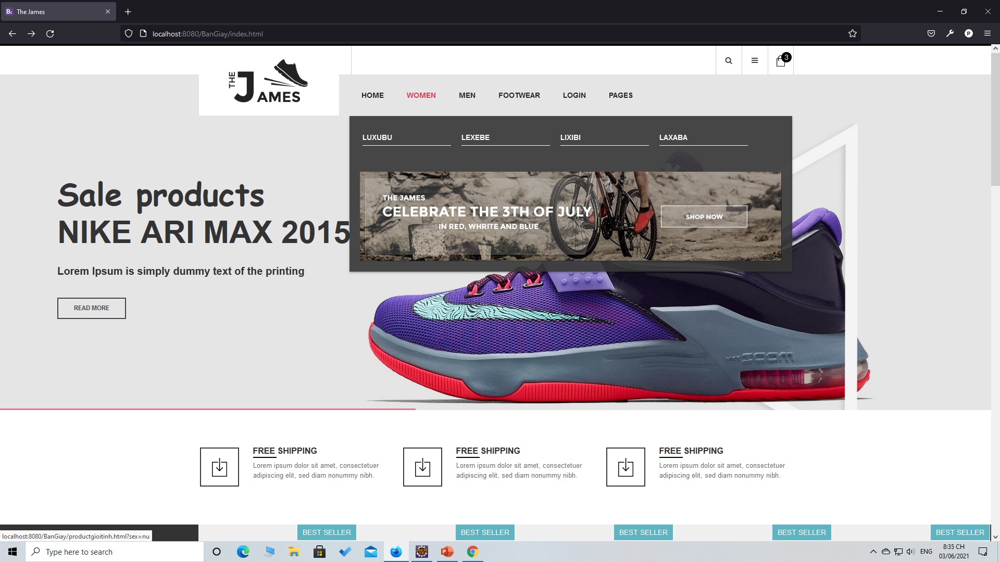 The James
localhost:8080/BanGiay/index.html
3
THE JAMES
HOME WOMEN MEN FOOTWEAR LOGIN PAGES
LUXUBU LEXEBE LIXIBI LAXABA
THE JAMES
CELEBRATE THE 3TH OF JULY
IN RED, WHRITE AND BLUE
SHOP NOW
Sale products
NIKE ARI MAX 2015
Lorem Ipsum is simply dummy text of the printing
READ MORE
ZOOM
FREE SHIPPING
Lorem ipsum dolor sit amet, consectetuer
adipiscing elit, sed diam nonummy nibh.
FREE SHIPPING
Lorem ipsum dolor sit amet, consectetuer
adipiscing elit, sed diam nonummy nibh.
FREE SHIPPING
Lorem ipsum dolor sit amet, consectetuer
adipiscing elit, sed diam nonummy nibh.
BEST SELLER BEST SELLER BEST SELLER BEST SELLER BEST SELLER
localhost:8080/BanGiay/productgioitinh.html?sex=nu
Type here to search
ENG
8:35 CH
03/06/2021